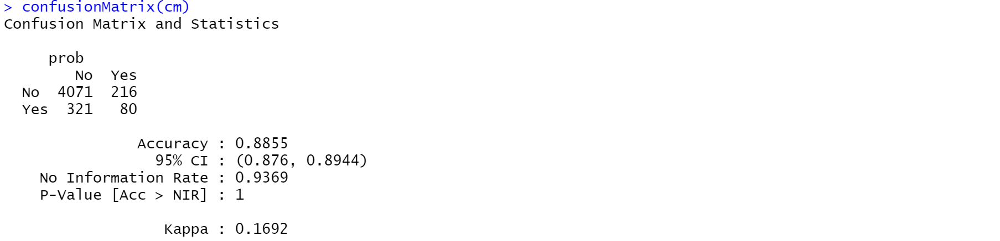 > confusionMatrix(cm)
Confusion Matrix and Statistics
prob
No Yes
No 4071 216
Yes 321 80
Accuracy : 0.8855
95% CI : (0.876, 0.8944)
No Information Rate : 0.9369
P-Value [Acc > NIR] : 1
Kappa : 0.1692